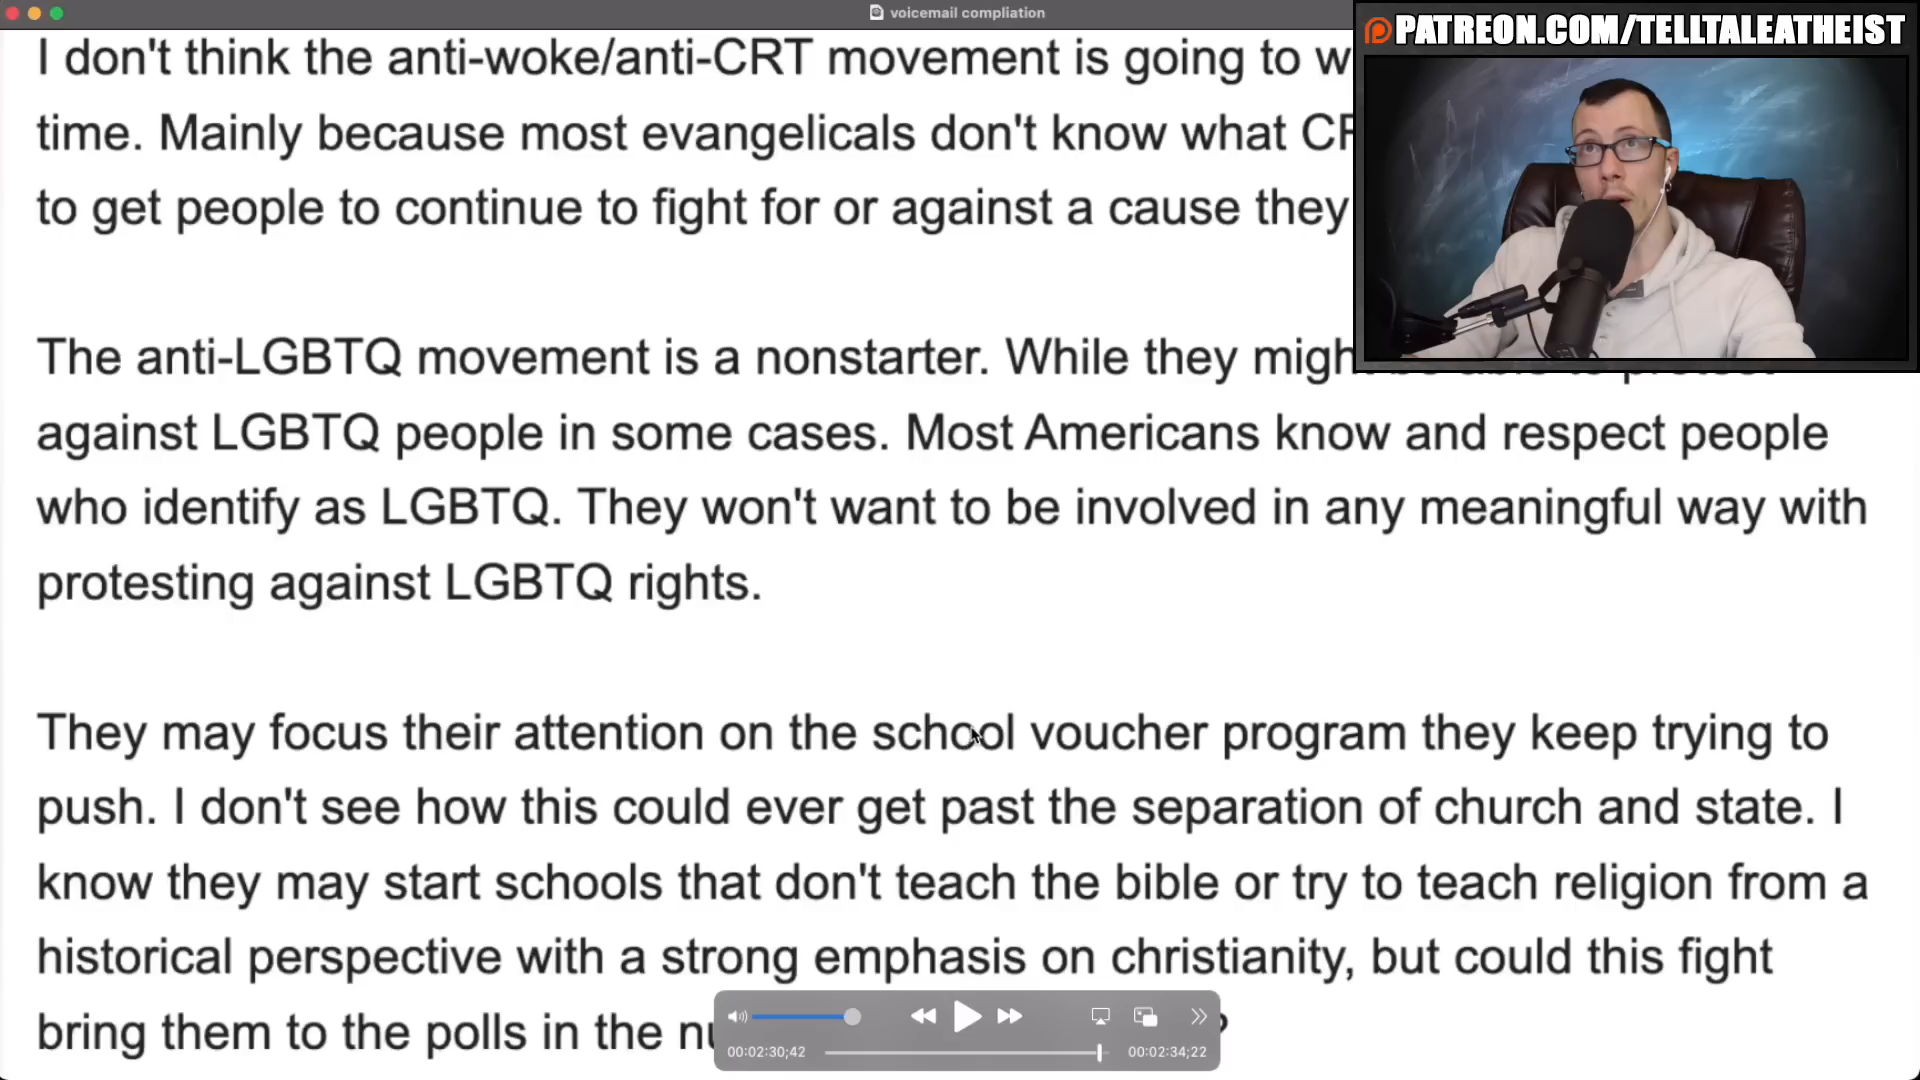 voicemail compliation
PATREON.COM/TELLTALEATHEIST
I don't think the anti-woke/anti-CRT movement is going to
time. Mainly because most evangelicals don't know what
to get people to continue to fight for or against a cause they
The anti-LGBTQ movement is a nonstarter. While they might
against LGBTQ people in some cases. Most Americans know and respect people
who identify as LGBTQ. They won't want to be involved in any meaningful way with
protesting against LGBTQ rights.
They may focus their attention on the school voucher program they keep trying to
push. I don't see how this could ever get past the separation of church and state. I
know they may start schools that don't teach the bible or try to teach religion from a
historical perspective with a strong emphasis on christianity, but could this fight
bring them to the polls in the
00:02:30;42
00:02:34;22